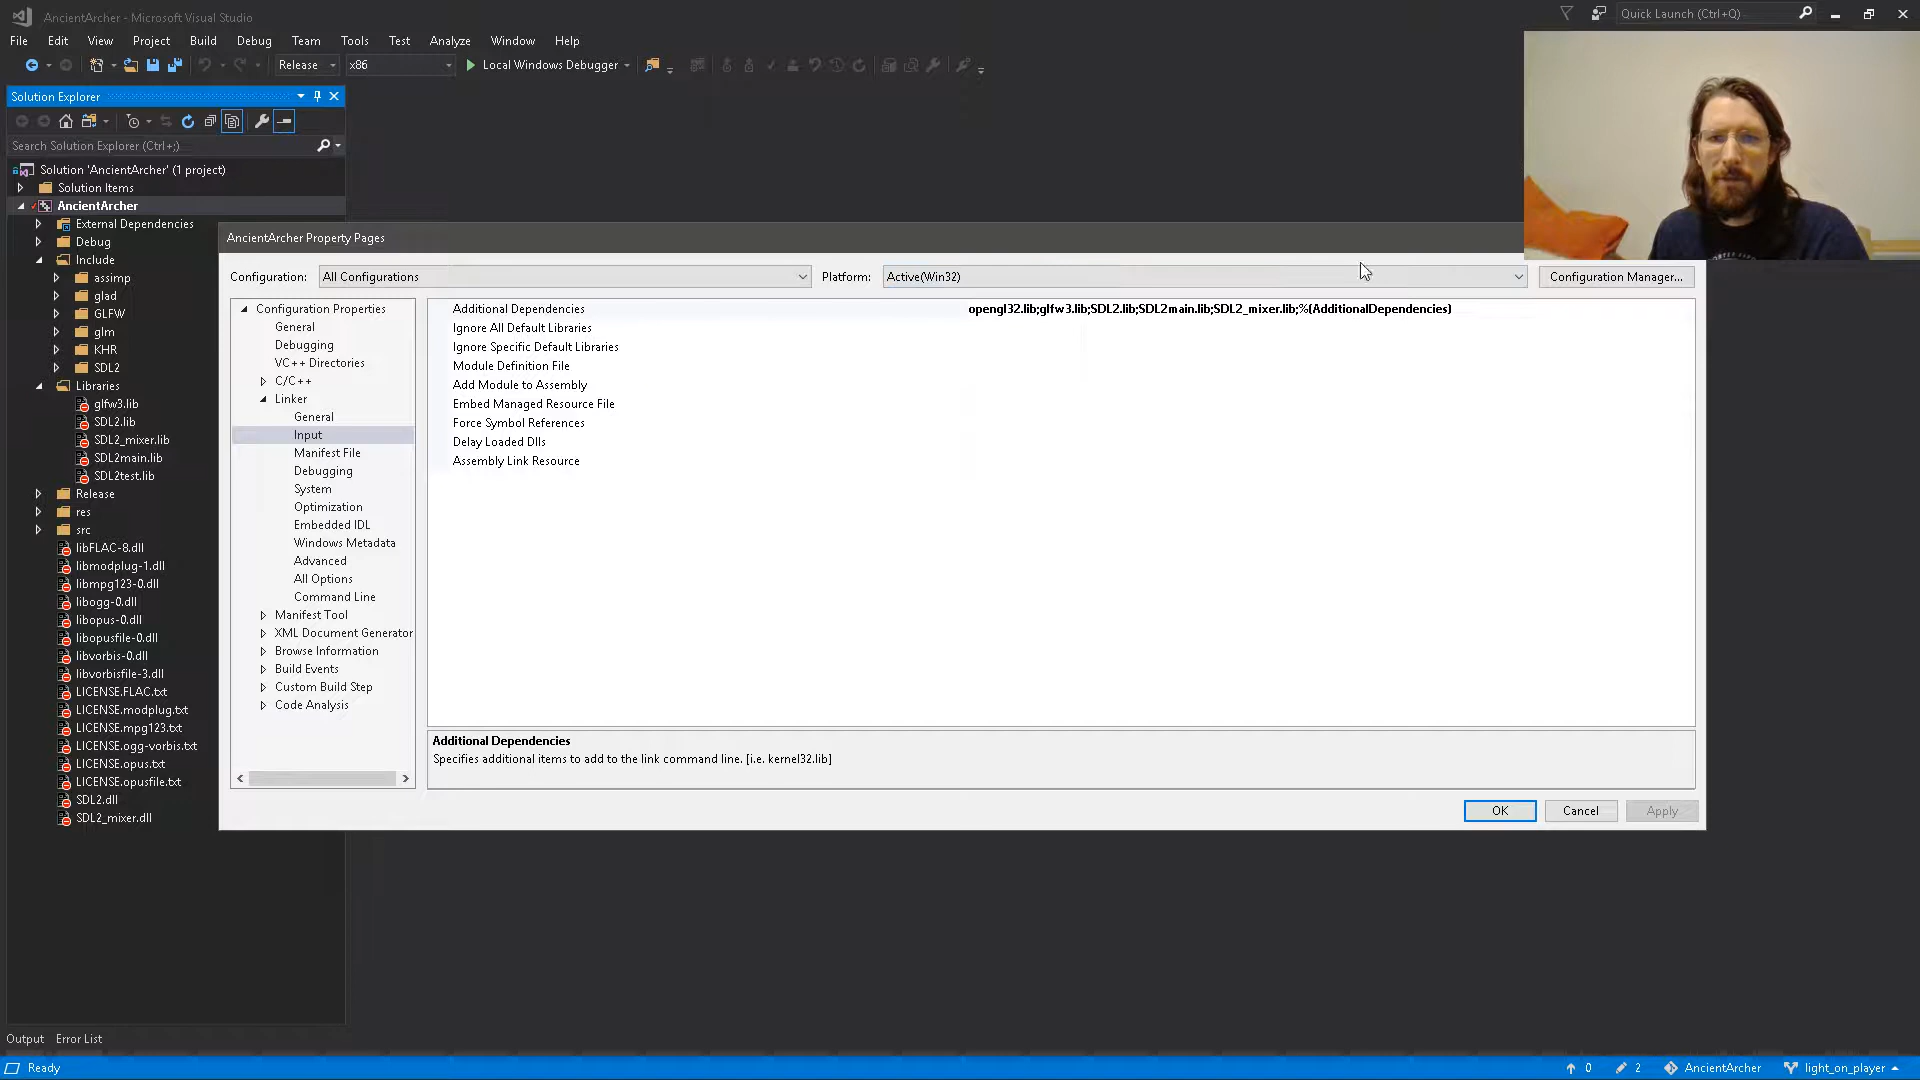 AncientArcher - Microsoft Visual Studio
Quick Launch (Ctrl+Q)
File Edit View Project Build Debug Team Tools Test Analyze Window Help
Release x86 Local Windows Debugger
Solution Explorer
Search Solution Explorer (Ctrl+;)
Solution 'AncientArcher' (1 project)
Solution Items
AncientArcher
External Dependencies
Debug
Include
assimp
glad
GLFW
glm
KHR
SDL2
Libraries
glfw3.lib
SDL2.lib
SDL2_mixer.lib
SDL2main.lib
SDL2test.lib
Release
res
src
libFLAC-8.dll
libmodplug-1.dll
libmpg123-0.dll
libogg-0.dll
libopus-0.dll
libopusfile-0.dll
libvorbis-0.dll
libvorbisfile-3.dll
LICENSE.FLAC.txt
LICENSE.modplug.txt
LICENSE.mpg123.txt
LICENSE.ogg-vorbis.txt
LICENSE.opus.txt
LICENSE.opusfile.txt
SDL2.dll
SDL2_mixer.dll
AncientArcher Property Pages
Configuration: All Configurations Platform: Active(Win32) Configuration Manager...
Configuration Properties
General
Debugging
VC++ Directories
C/C++
Linker
General
Input
Manifest File
Debugging
System
Optimization
Embedded IDL
Windows Metadata
Advanced
All Options
Command Line
Manifest Tool
XML Document Generator
Browse Information
Build Events
Custom Build Step
Code Analysis
Additional Dependencies opengl32.lib;glfw3.lib;SDL2.lib;SDL2main.lib;SDL2_mixer.lib;%(AdditionalDependencies)
Ignore All Default Libraries
Ignore Specific Default Libraries
Module Definition File
Add Module to Assembly
Embed Managed Resource File
Force Symbol References
Delay Loaded Dlls
Assembly Link Resource
Additional Dependencies
Specifies additional items to add to the link command line. [i.e. kernel32.lib]
OK Cancel Apply
Output Error List
Ready 0 2 AncientArcher light_on_player